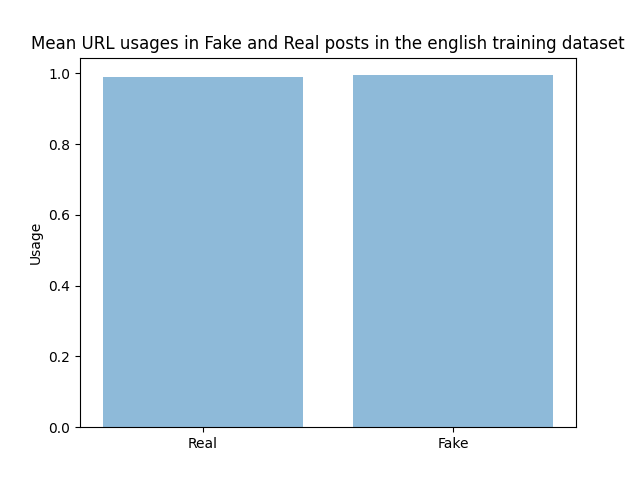 Mean URL usages in Fake and Real posts in the english training dataset
1.0
0.8
0.6
0.4
0.2
0.0
Usage
Real
Fake